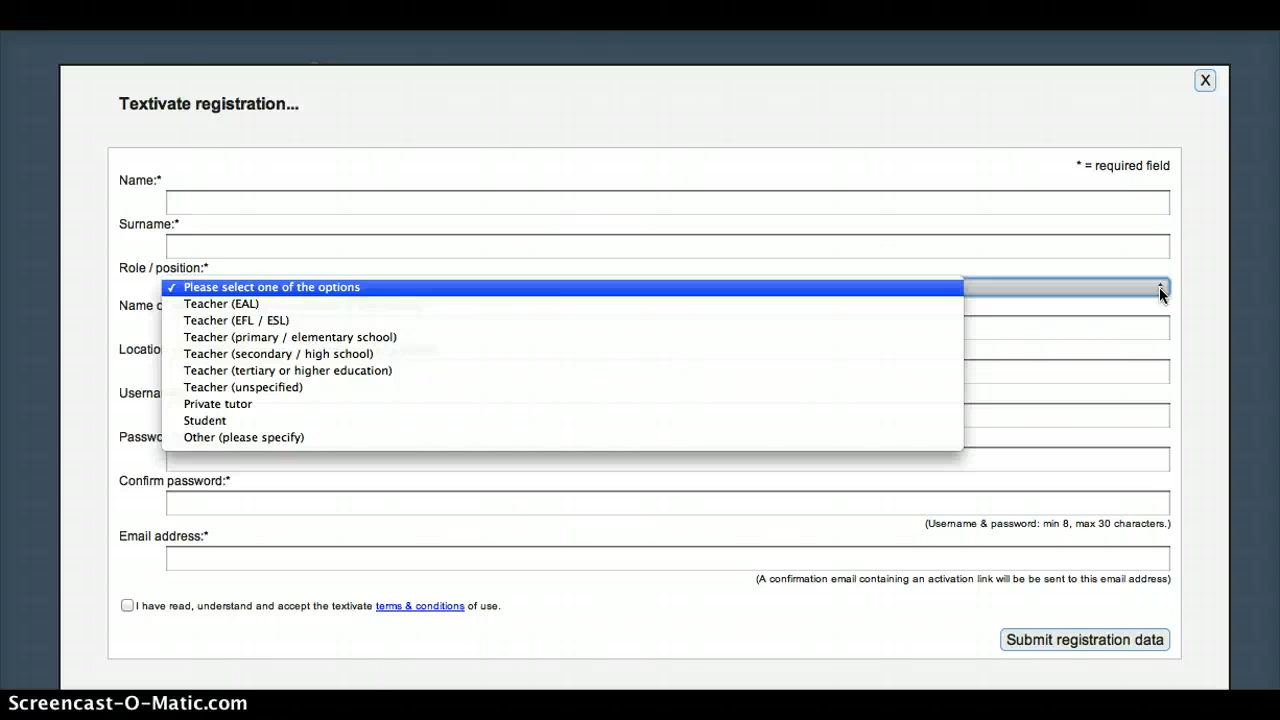 X
Textivate registration...
* = required field
Name:*
Surname:*
Role / position:*
✓ Please select one of the options
Teacher (EAL)
Name
Teacher (EFL / ESL)
Teacher (primary / elementary school)
Teacher (secondary / high school)
Teacher (tertiary or higher education)
Teacher (unspecified)
Private tutor
Student
Other (please specify)
Confirm password:*
(Username & password: min 8, max 30 characters.)
Email address:*
(A confirmation email containing an activation link will be be sent to this email address)
I have read, understand and accept the textivate terms & conditions of use.
Submit registration data
Screencast-O-Matic.com